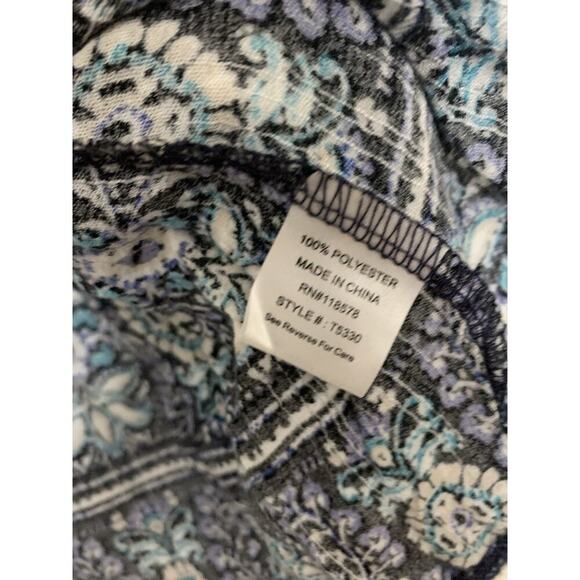 100% POLYESTER
MADE IN CHINA
RN#118578
STYLE # : T5330
See Reverse For Care